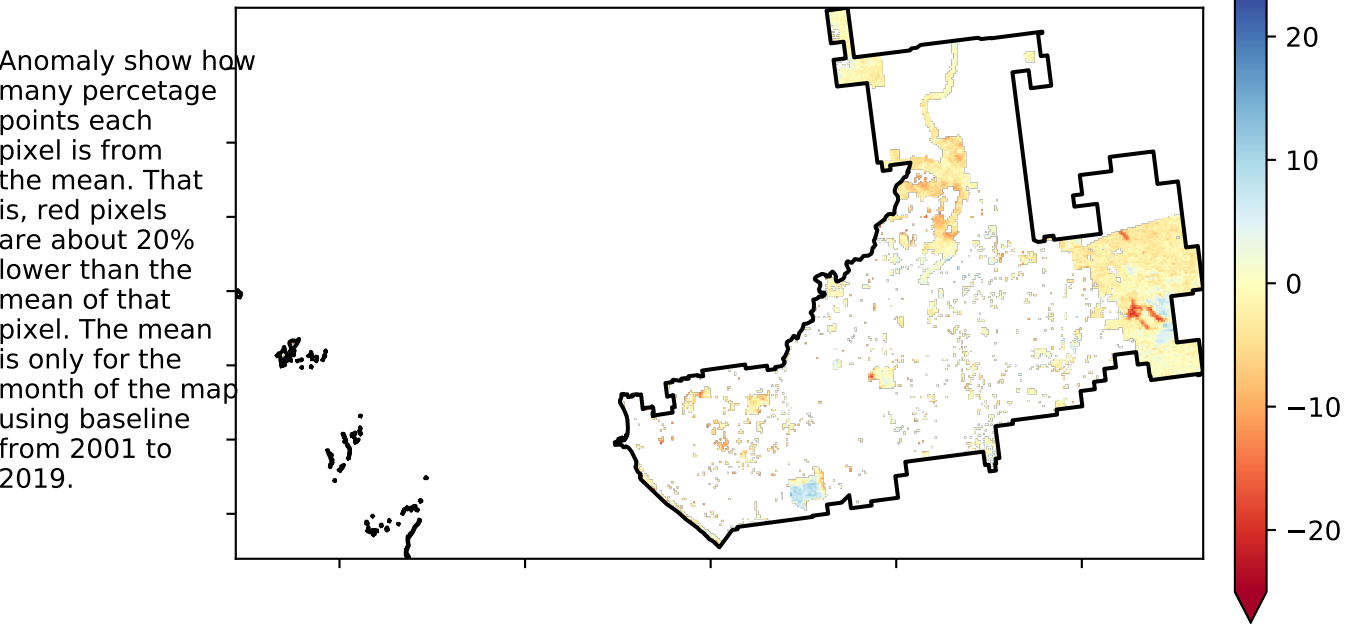 Anomaly show how
many percetage
points each
pixel is from
the mean. That
is, red pixels
are about 20%
lower than the
mean of that
pixel. The mean
is only for the
month of the map
using baseline
from 2001 to
2019.
20
10
0
−10
−20